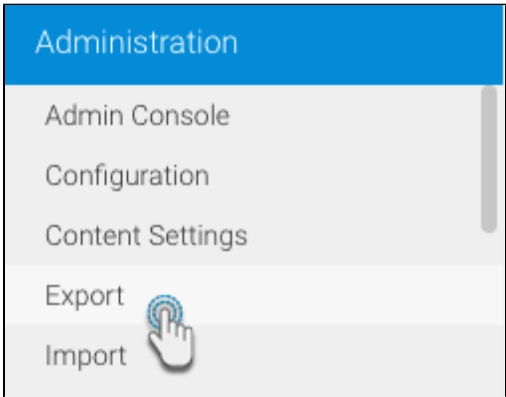 Administration
Admin Console
Configuration
Content Settings
Export
Import